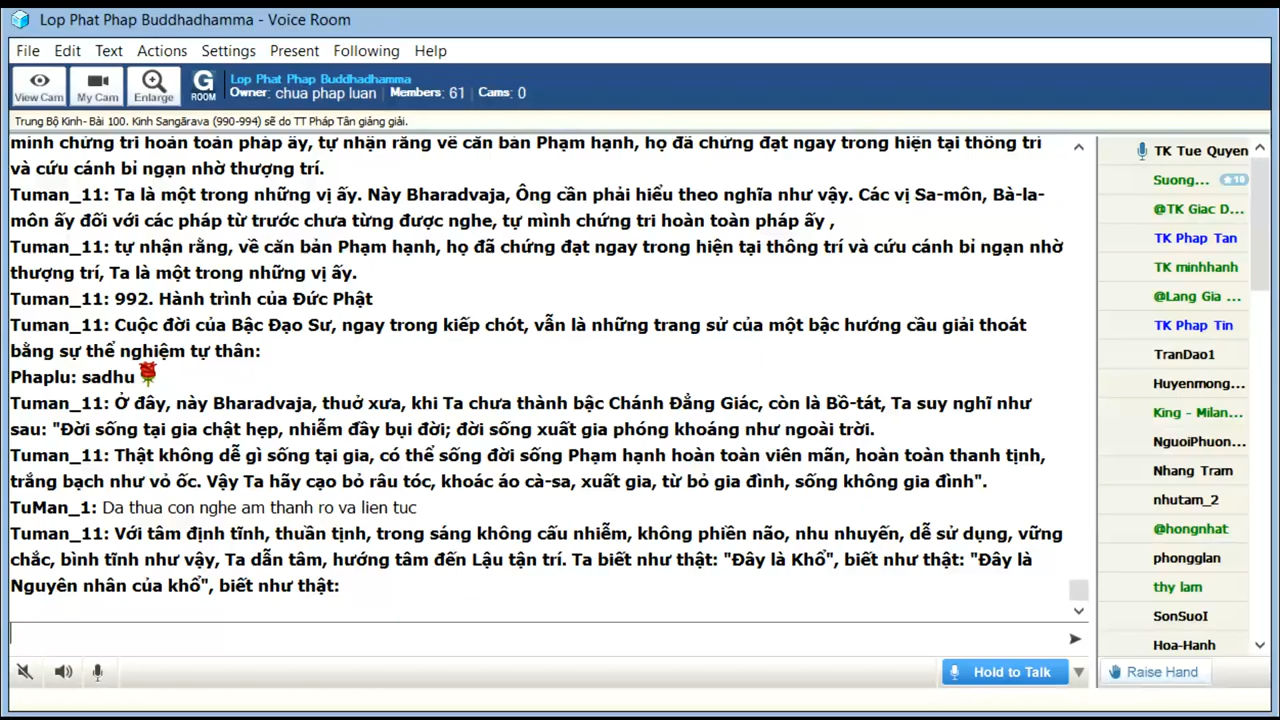 Lop Phat Phap Buddhadhamma - Voice Room
File Edit Text Actions Settings Present Following Help
View Cam My Cam Enlarge G ROOM
Lop Phat Phap Buddhadhamma
Owner: chua phap luan Members: 61 Cams: 0
Trung Bộ Kinh- Bài 100. Kinh Sangārava (990-994) sẽ do TT Pháp Tân giảng giải.
mình chứng tri hoàn toàn pháp ấy, tự nhận rằng về căn bản Phạm hạnh, họ đã chứng đạt ngay trong hiện tại thông trí
và cứu cánh bỉ ngạn nhờ thượng trí.
Tuman_11: Ta là một trong những vị ấy. Này Bharadvaja, Ông cần phải hiểu theo nghĩa như vậy. Các vị Sa-môn, Bà-la-
môn ấy đối với các pháp từ trước chưa từng được nghe, tự mình chứng tri hoàn toàn pháp ấy ,
Tuman_11: tự nhận rằng, về căn bản Phạm hạnh, họ đã chứng đạt ngay trong hiện tại thông trí và cứu cánh bỉ ngạn nhờ
thượng trí, Ta là một trong những vị ấy.
Tuman_11: 992. Hành trình của Đức Phật
Tuman_11: Cuộc đời của Bậc Đạo Sư, ngay trong kiếp chót, vẫn là những trang sử của một bậc hướng cầu giải thoát
bằng sự thể nghiệm tự thân:
Phaplu: sadhu
Tuman_11: Ở đây, này Bharadvaja, thuở xưa, khi Ta chưa thành bậc Chánh Đẳng Giác, còn là Bồ-tát, Ta suy nghĩ như
sau: "Đời sống tại gia chật hẹp, nhiễm đầy bụi đời; đời sống xuất gia phóng khoáng như ngoài trời.
Tuman_11: Thật không dễ gì sống tại gia, có thể sống đời sống Phạm hạnh hoàn toàn viên mãn, hoàn toàn thanh tịnh,
trắng bạch như vỏ ốc. Vậy Ta hãy cạo bỏ râu tóc, khoác áo cà-sa, xuất gia, từ bỏ gia đình, sống không gia đình".
TuMan_1: Da thua con nghe am thanh ro va lien tuc
Tuman_11: Với tâm định tĩnh, thuần tịnh, trong sáng không cấu nhiễm, không phiền não, nhu nhuyến, dễ sử dụng, vững
chắc, bình tĩnh như vậy, Ta dẫn tâm, hướng tâm đến Lậu tận trí. Ta biết như thật: "Đây là Khổ", biết như thật: "Đây là
Nguyên nhân của khổ", biết như thật:
Hold to Talk
TK Tue Quyen
Suong... 10
@TK Giac D...
TK Phap Tan
TK minhhanh
@Lang Gia ...
TK Phap Tin
TranDao1
Huyenmong...
King - Milan...
NguoiPhuon...
Nhang Tram
nhutam_2
@hongnhat
phongglan
thy lam
SonSuoI
Hoa-Hanh
Raise Hand